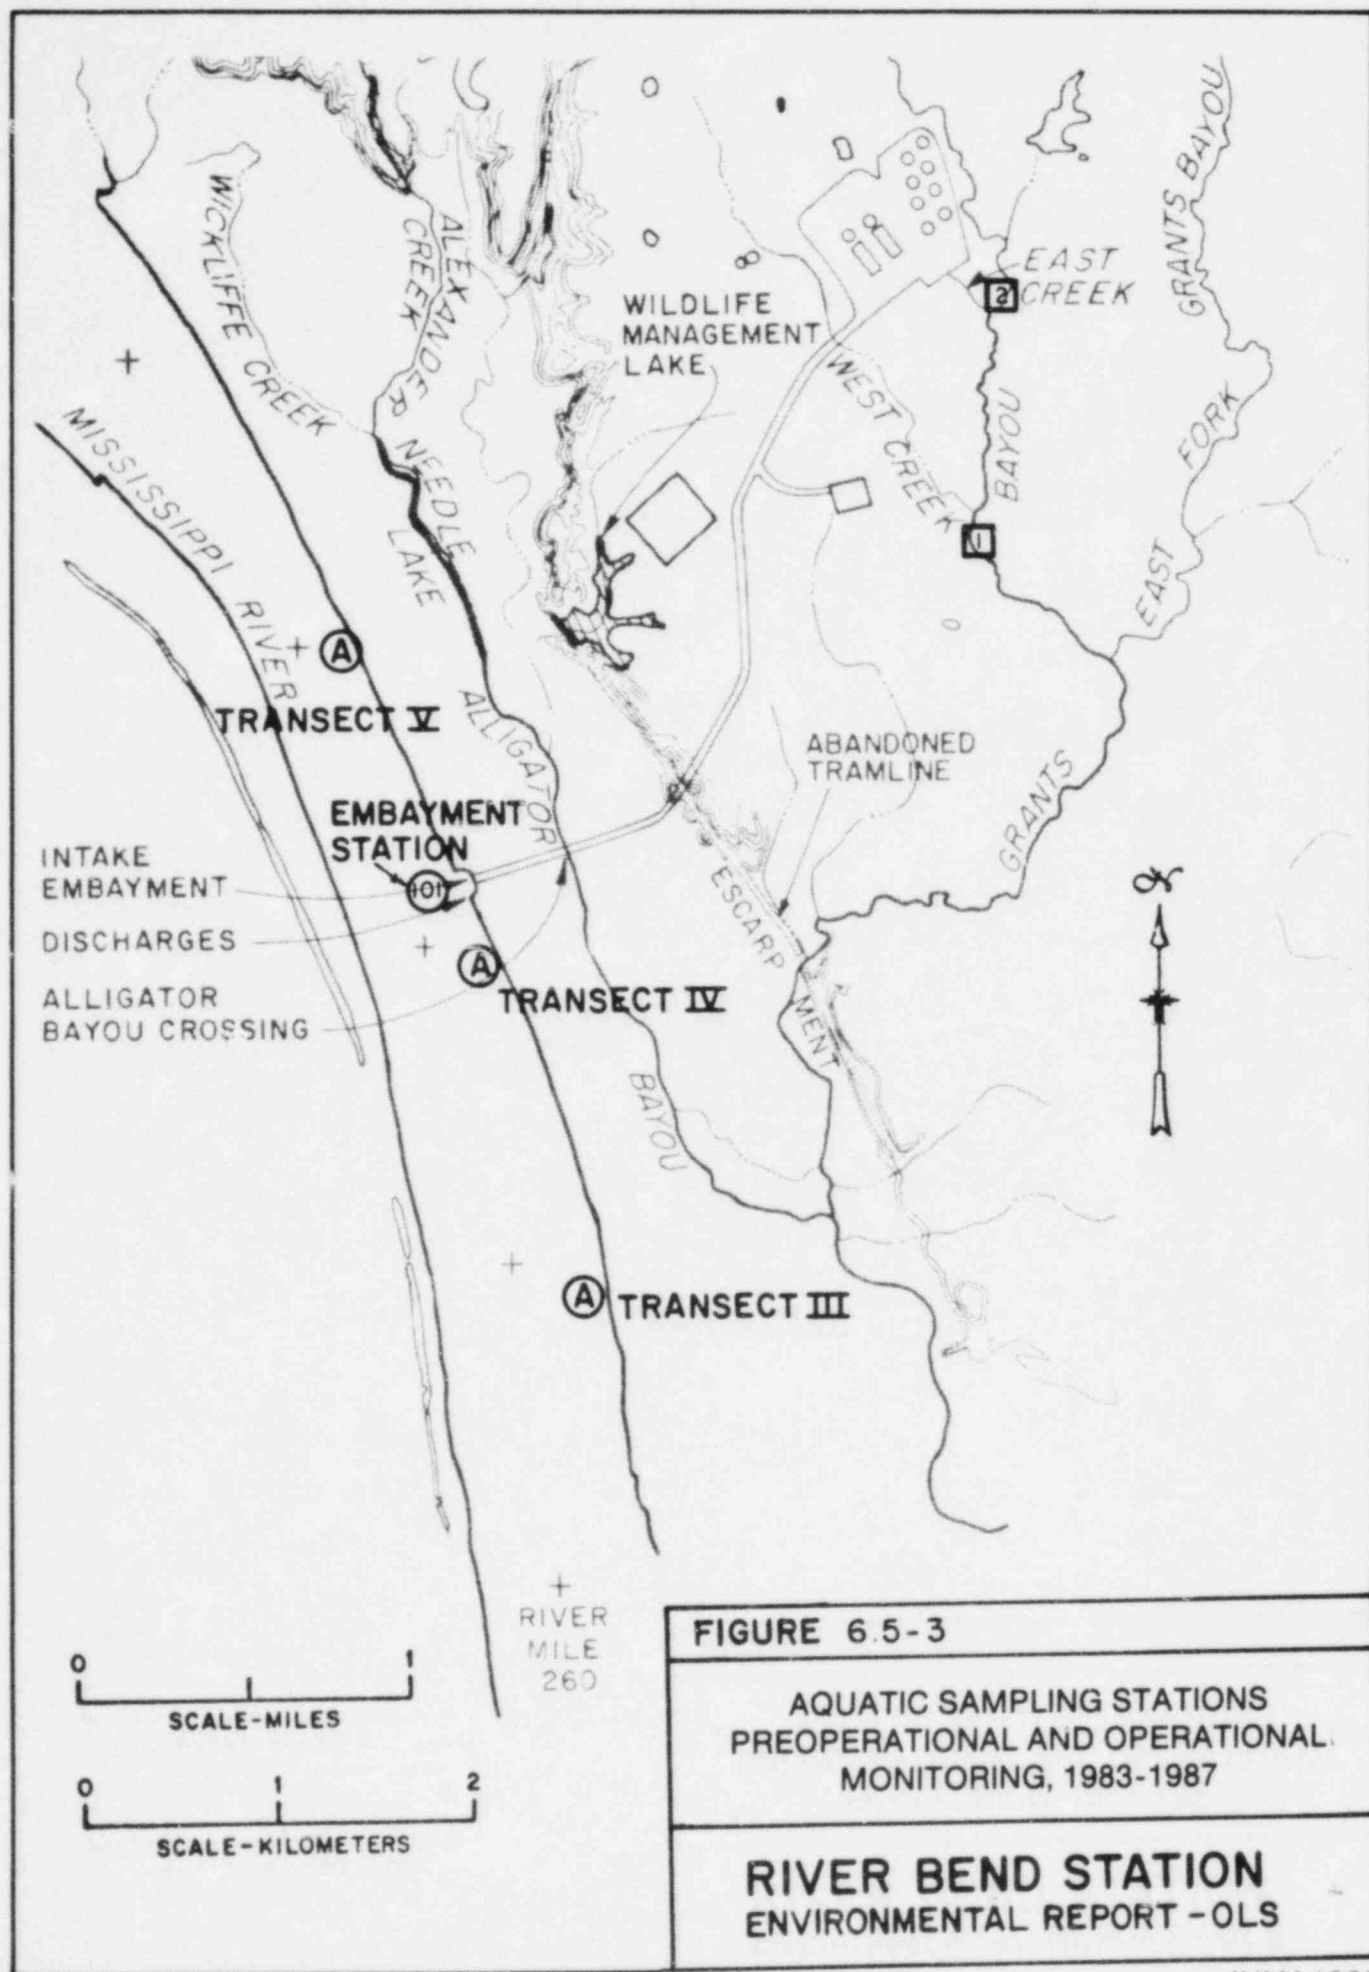 WICKLIFFE CREEK
ALEXANDER
CREEK
&
NEEDLE
LAKE
WILDLIFE
MANAGEMENT
LAKE
EAST
CREEK
2
GRANTS BAYOU
EAST
FORK
WEST CREEK
BAYOU
1
MISSISSIPPI
RIVER
A
TRANSECT V
ALLIGATOR
ABANDONED
TRAMLINE
GRANTS
EMBAYMENT
STATION
101
INTAKE
EMBAYMENT
DISCHARGES
ALLIGATOR
BAYOU CROSSING
A
TRANSECT IV
ESCARP
MENT
BAYOU
A
TRANSECT III
RIVER
MILE
260
0 1
SCALE-MILES
0 1 2
SCALE-KILOMETERS
FIGURE 6.5-3
AQUATIC SAMPLING STATIONS
PREOPERATIONAL AND OPERATIONAL
MONITORING, 1983-1987
RIVER BEND STATION
ENVIRONMENTAL REPORT - OLS